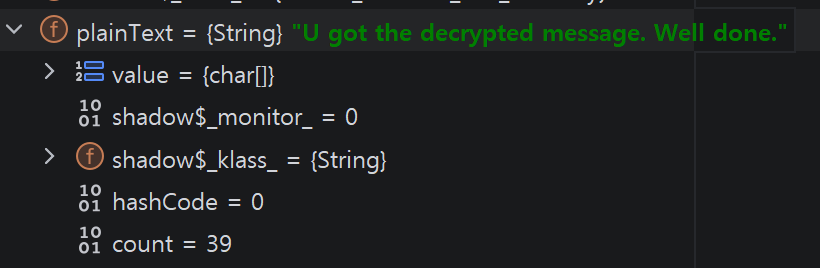 plainText = {String} "U got the decrypted message. Well done."
value = {char[]}
shadow$_monitor_ = 0
shadow$_klass_ = {String}
hashCode = 0
count = 39